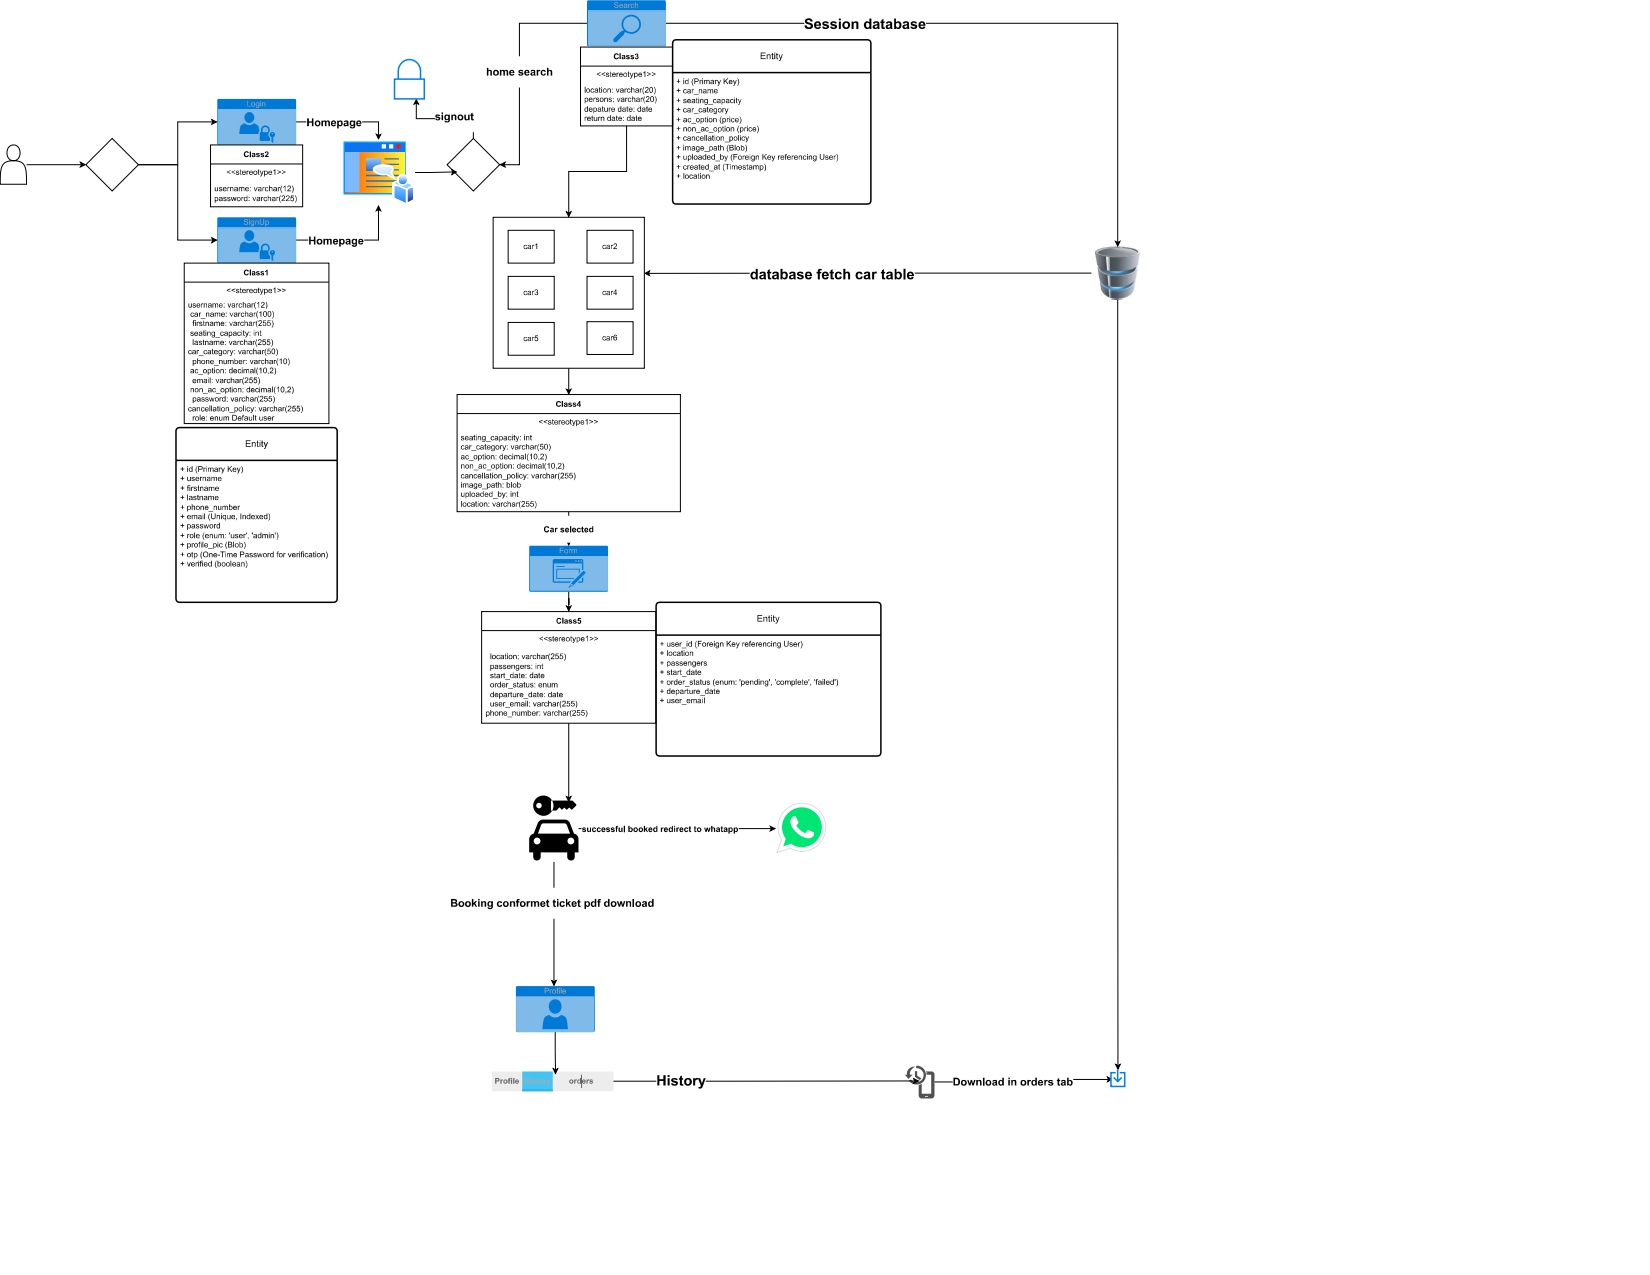 Search
Session database
Class3
<<stereotype1>>
location: varchar(20)
persons: varchar(20)
depature date: date
return date: date
Entity
+ id (Primary Key)
+ car_name
+ seating_capacity
+ car_category
+ ac_option (price)
+ non_ac_option (price)
+ cancellation_policy
+ image_path (Blob)
+ uploaded_by (Foreign Key referencing User)
+ created_at (Timestamp)
+ location
home search
signout
Login
Homepage
Class2
<<stereotype1>>
username: varchar(12)
password: varchar(225)
SignUp
Homepage
Class1
<<stereotype1>>
username: varchar(12)
car_name: varchar(100)
firstname: varchar(255)
seating_capacity: int
lastname: varchar(255)
car_category: varchar(50)
phone_number: varchar(10)
ac_option: decimal(10,2)
email: varchar(255)
non_ac_option: decimal(10,2)
password: varchar(255)
cancellation_policy: varchar(255)
role: enum Default user
Entity
+ id (Primary Key)
+ username
+ firstname
+ lastname
+ phone_number
+ email (Unique, Indexed)
+ password
+ role (enum: 'user', 'admin')
+ profile_pic (Blob)
+ otp (One-Time Password for verification)
+ verified (boolean)
car1
car2
car3
car4
car5
car6
database fetch car table
Class4
<<stereotype1>>
seating_capacity: int
car_category: varchar(50)
ac_option: decimal(10,2)
non_ac_option: decimal(10,2)
cancellation_policy: varchar(255)
image_path: blob
uploaded_by: int
location: varchar(255)
Car selected
Form
Class5
<<stereotype1>>
location: varchar(255)
passengers: int
start_date: date
order_status: enum
departure_date: date
user_email: varchar(255)
phone_number: varchar(255)
Entity
+ user_id (Foreign Key referencing User)
+ location
+ passengers
+ start_date
+ order_status (enum: 'pending', 'complete', 'failed')
+ departure_date
+ user_email
successful booked redirect to whatapp
Booking conformet ticket pdf download
Profile
Profile
orders
History
Download in orders tab